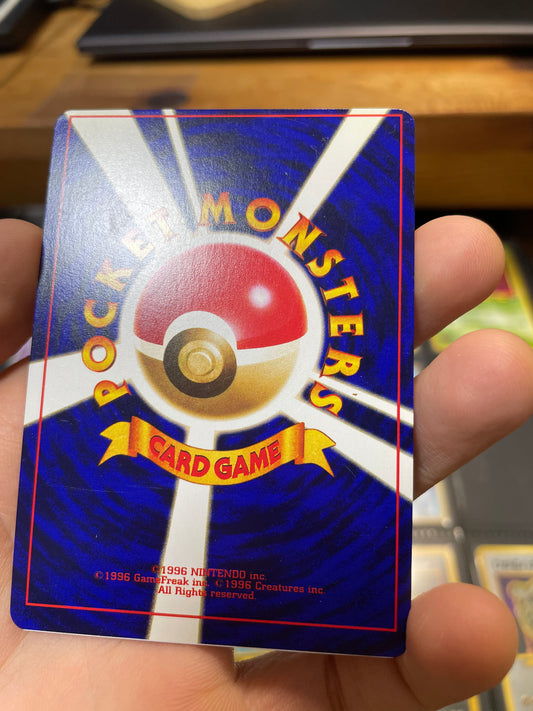 POCKET MONSTERS
CARD GAME
©1996 NINTENDO inc.
©1996 GameFreak inc. ©1996 Creatures inc.
All Rights reserved.